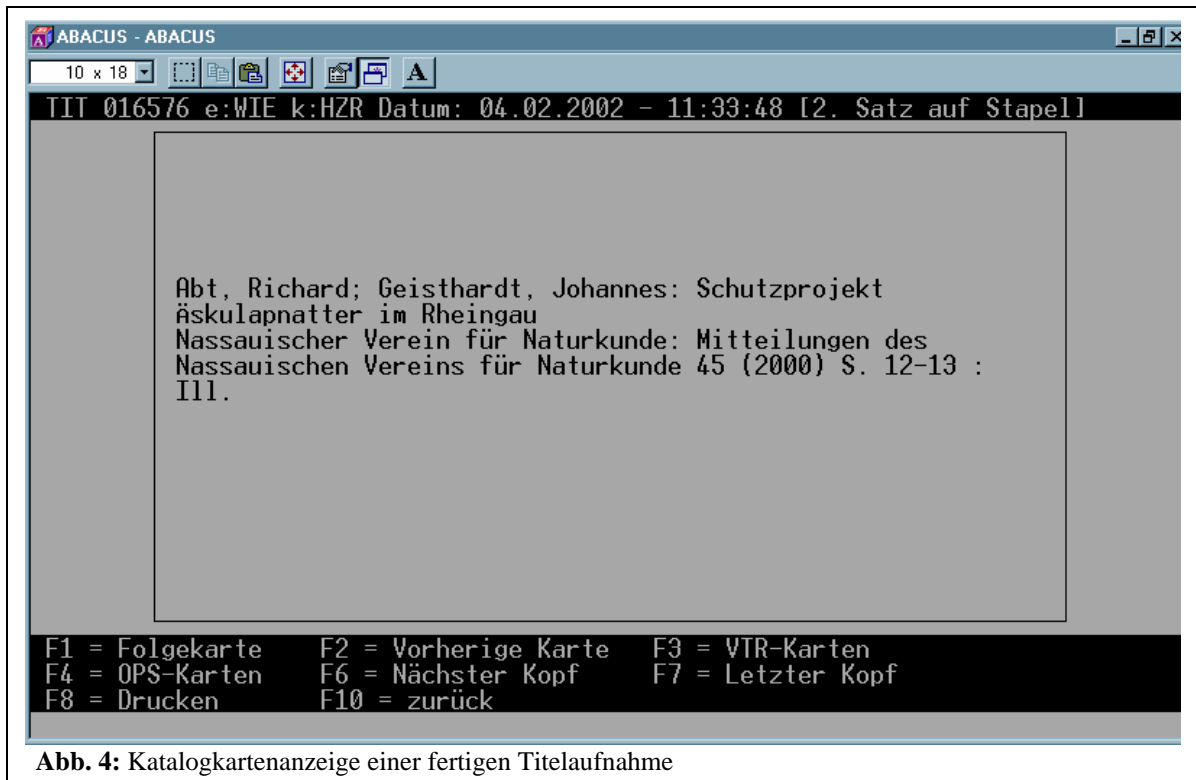 ABACUS - ABACUS
10 x 18
A
TIT 016576 e:WIE k:HZR Datum: 04.02.2002 - 11:33:48 [2. Satz auf Stapel]
Abt, Richard; Geisthardt, Johannes: Schutzprojekt
Äskulapnatter im Rheingau
Nassauischer Verein für Naturkunde: Mitteilungen des
Nassauischen Vereins für Naturkunde 45 (2000) S. 12-13 :
Ill.
F1 = Folgekarte F2 = Vorherige Karte F3 = VTR-Karten
F4 = OPS-Karten F6 = Nächster Kopf F7 = Letzter Kopf
F8 = Drucken F10 = zurück
Abb. 4: Katalogkartenanzeige einer fertigen Titelaufnahme